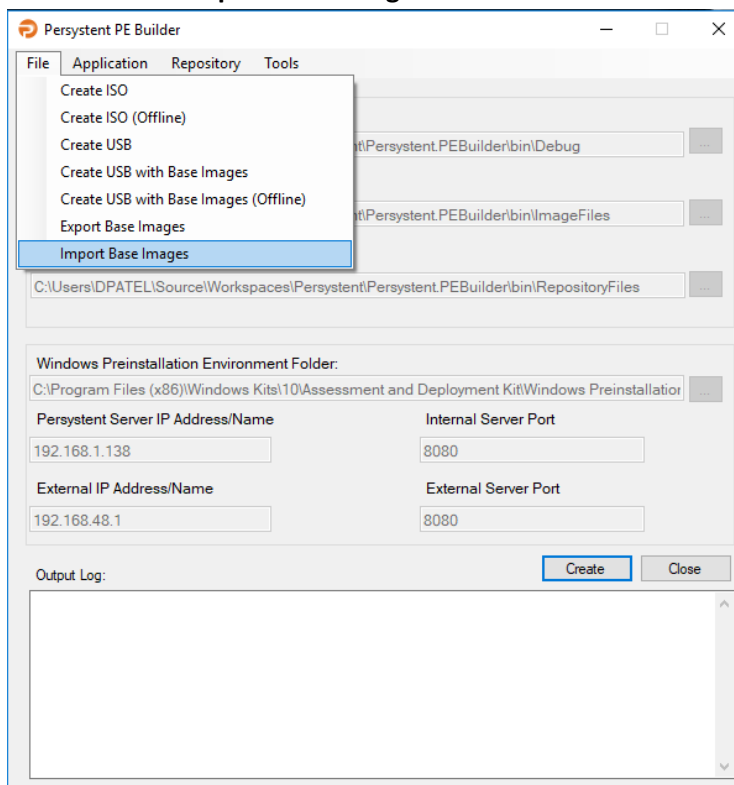 Persystent PE Builder
File Application Repository Tools
Create ISO
Create ISO (Offline)
Create USB
Create USB with Base Images
Create USB with Base Images (Offline)
Export Base Images
Import Base Images
\Persystent.PEBuilder\bin\Debug
...
\Persystent.PEBuilder\bin\ImageFiles
...
C:\Users\DPATEL\Source\Workspaces\Persystent\Persystent.PEBuilder\bin\RepositoryFiles
...
Windows Preinstallation Environment Folder:
C:\Program Files (x86)\Windows Kits\10\Assessment and Deployment Kit\Windows Preinstallation
...
Persystent Server IP Address/Name Internal Server Port
192.168.1.138 8080
External IP Address/Name External Server Port
192.168.48.1 8080
Create Close
Output Log: